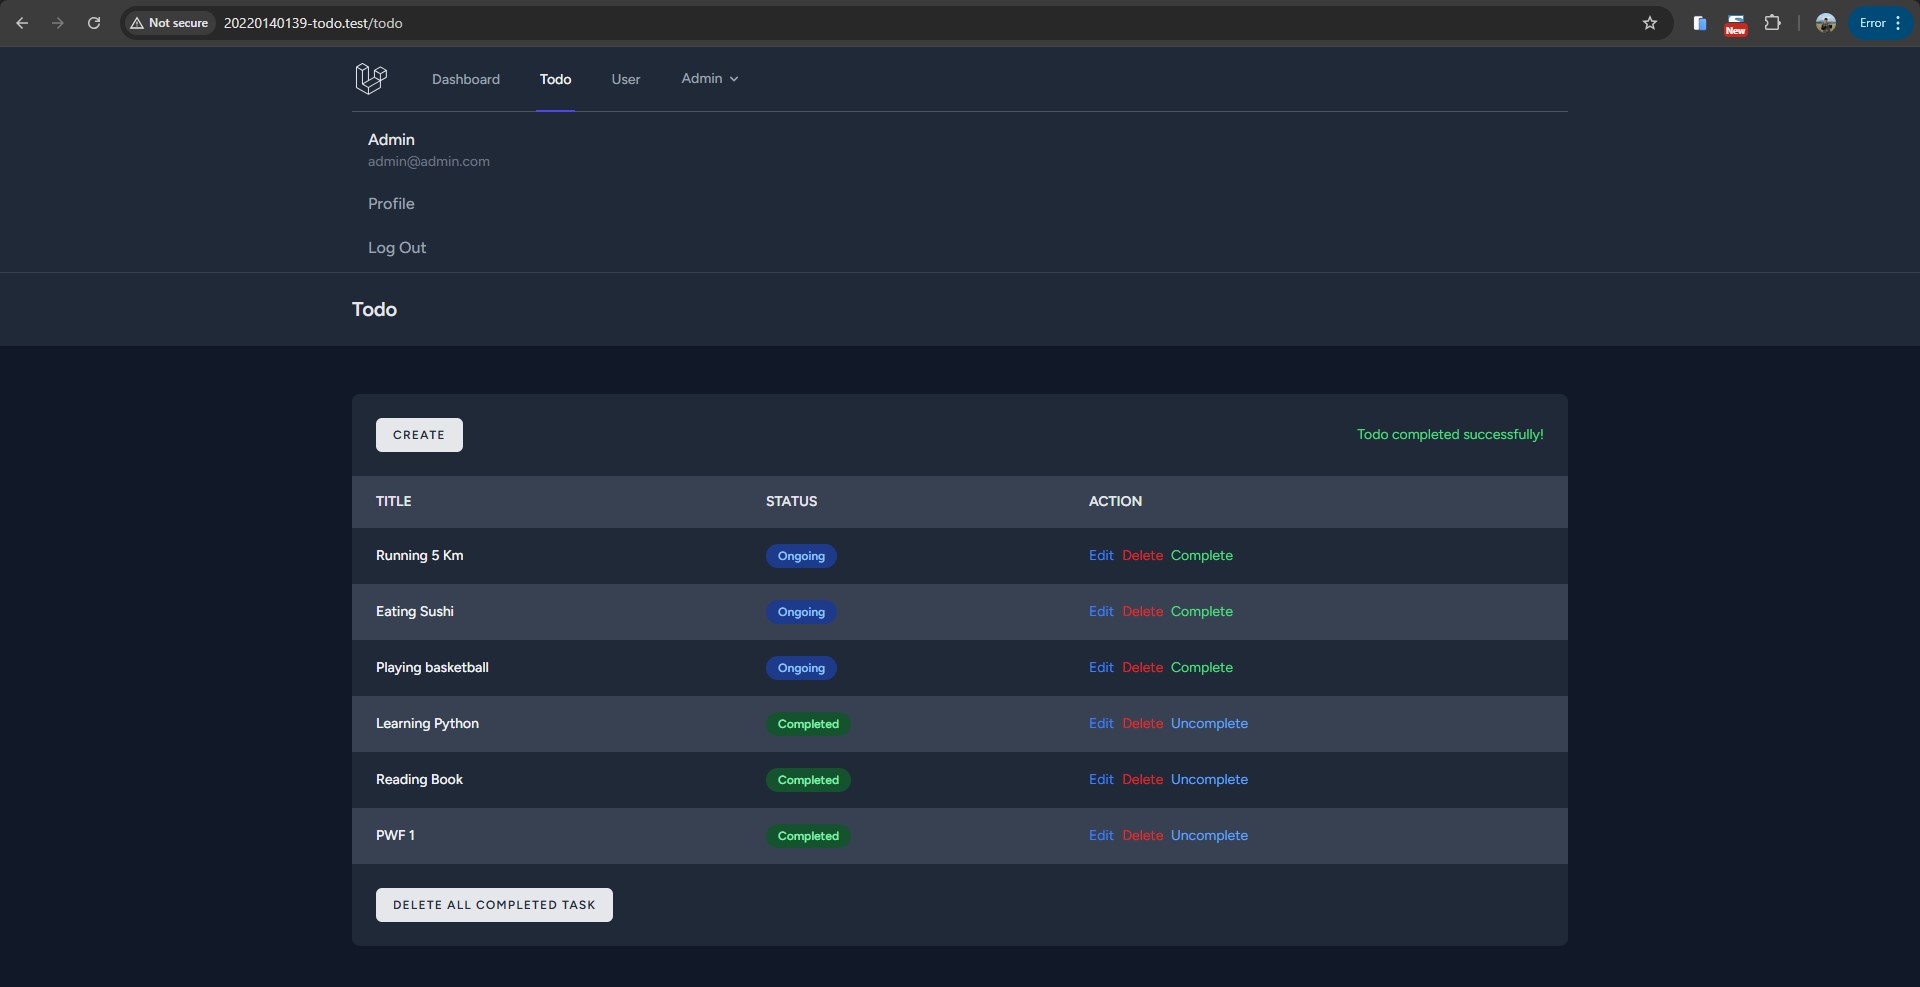 Not secure 20220140139-todo.test/todo New Error
Dashboard Todo User Admin
Admin
admin@admin.com
Profile
Log Out
Todo
CREATE Todo completed successfully!
TITLE STATUS ACTION
Running 5 Km Ongoing Edit Delete Complete
Eating Sushi Ongoing Edit Delete Complete
Playing basketball Ongoing Edit Delete Complete
Learning Python Completed Edit Delete Uncomplete
Reading Book Completed Edit Delete Uncomplete
PWF 1 Completed Edit Delete Uncomplete
DELETE ALL COMPLETED TASK